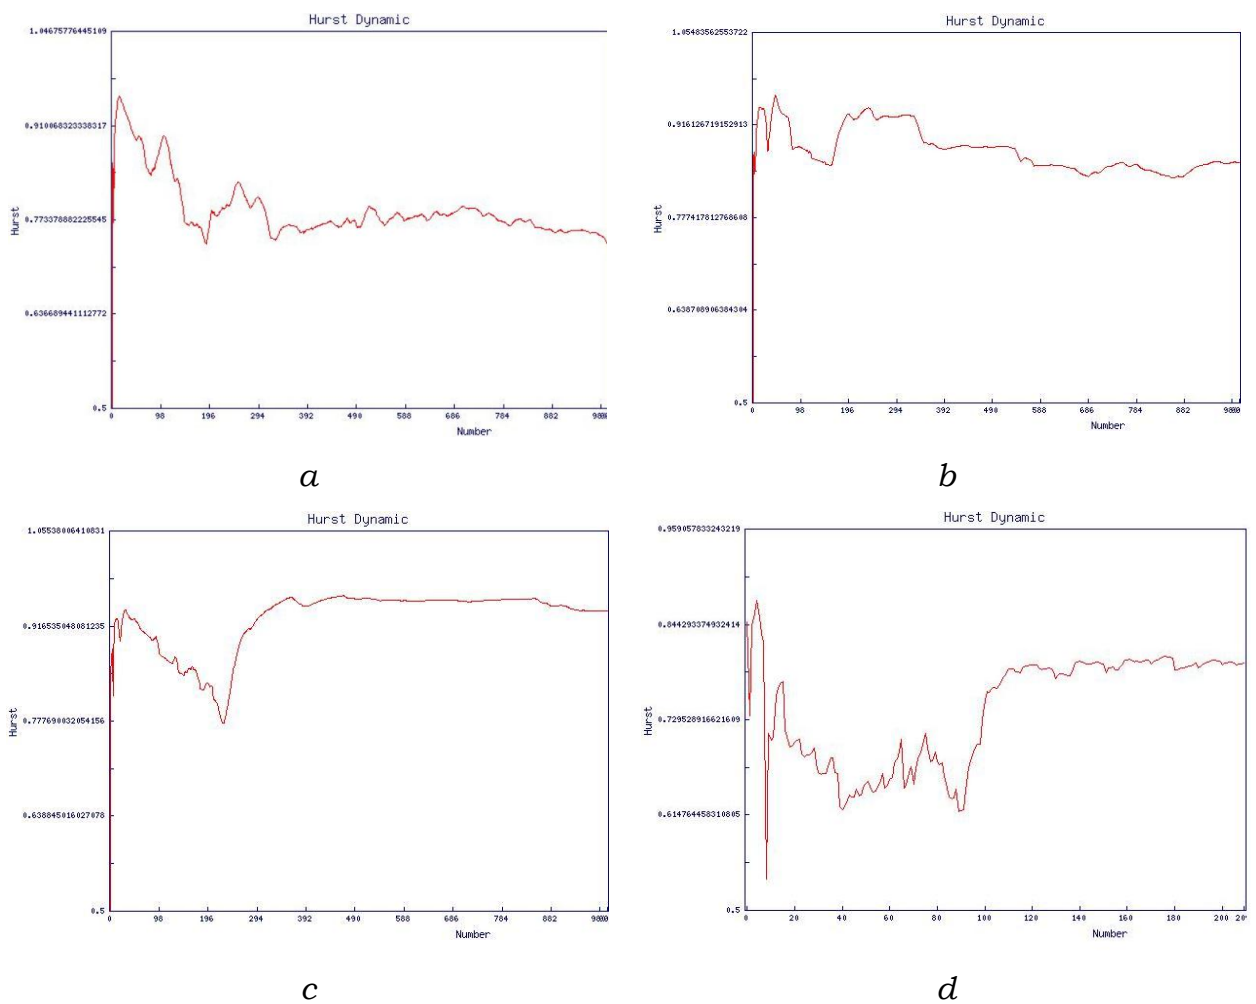 Hurst Dynamic
1.04675776445109
0.910068323338317
0.773378882225545
0.636689441112772
0.5
Hurst
0 98 196 294 392 490 588 686 784 882
Number
a
Hurst Dynamic
1.05483562553722
0.916126719152913
0.777417812768608
0.638708906384304
0.5
Hurst
0 98 196 294 392 490 588 686 784 882
Number
b
Hurst Dynamic
1.05538006410831
0.916535048081235
0.777690032054156
0.638845016027078
0.5
Hurst
0 98 196 294 392 490 588 686 784 882
Number
c
Hurst Dynamic
0.959057833243219
0.844293374932414
0.729528916621609
0.614764458310805
0.5
Hurst
0 20 40 60 80 100 120 140 160 180 200
Number
d